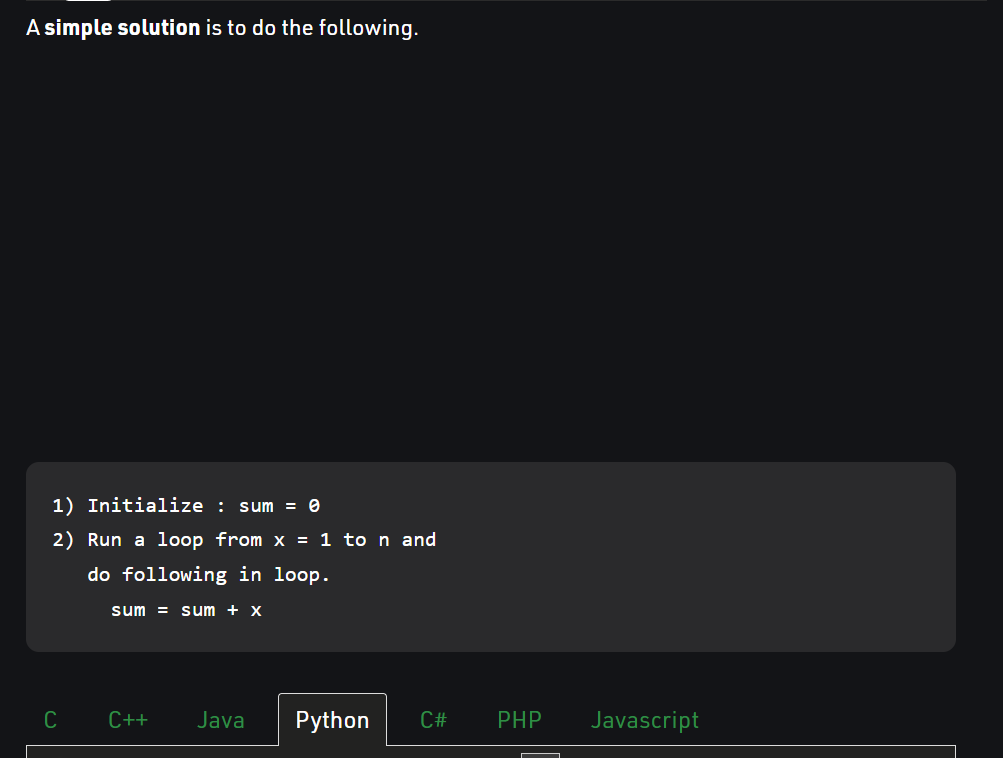 A simple solution is to do the following.
1) Initialize : sum = 0
2) Run a loop from x = 1 to n and
do following in loop.
sum = sum + x
C C++ Java Python C# PHP Javascript